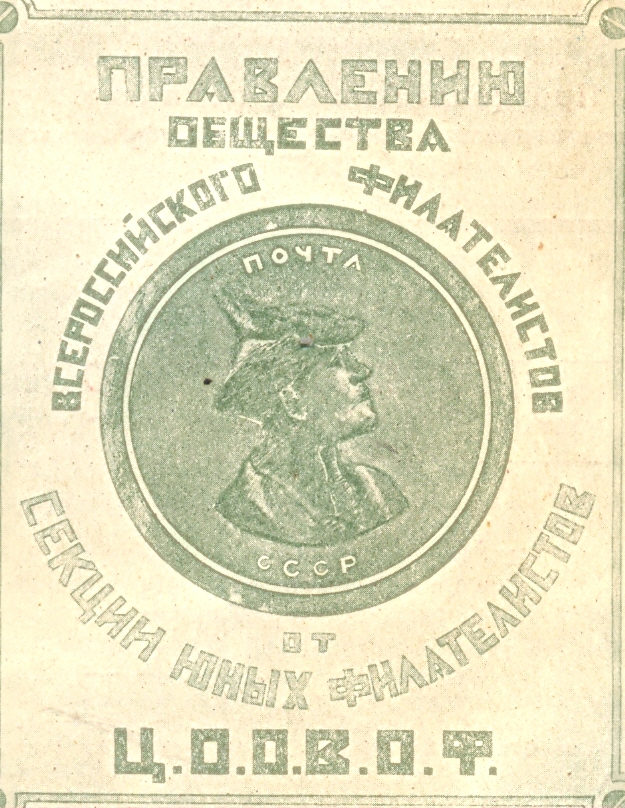 ПРАВЛЕНИЮ
ОБЩЕСТВА
ВСЕРОССИЙСКОГО ФИЛАТЕЛИСТОВ
ПОЧТА
СССР
ОТ
СЕКЦИИ ЮНЫХ ФИЛАТЕЛИСТОВ
Ц.О.О.В.О.Ф.